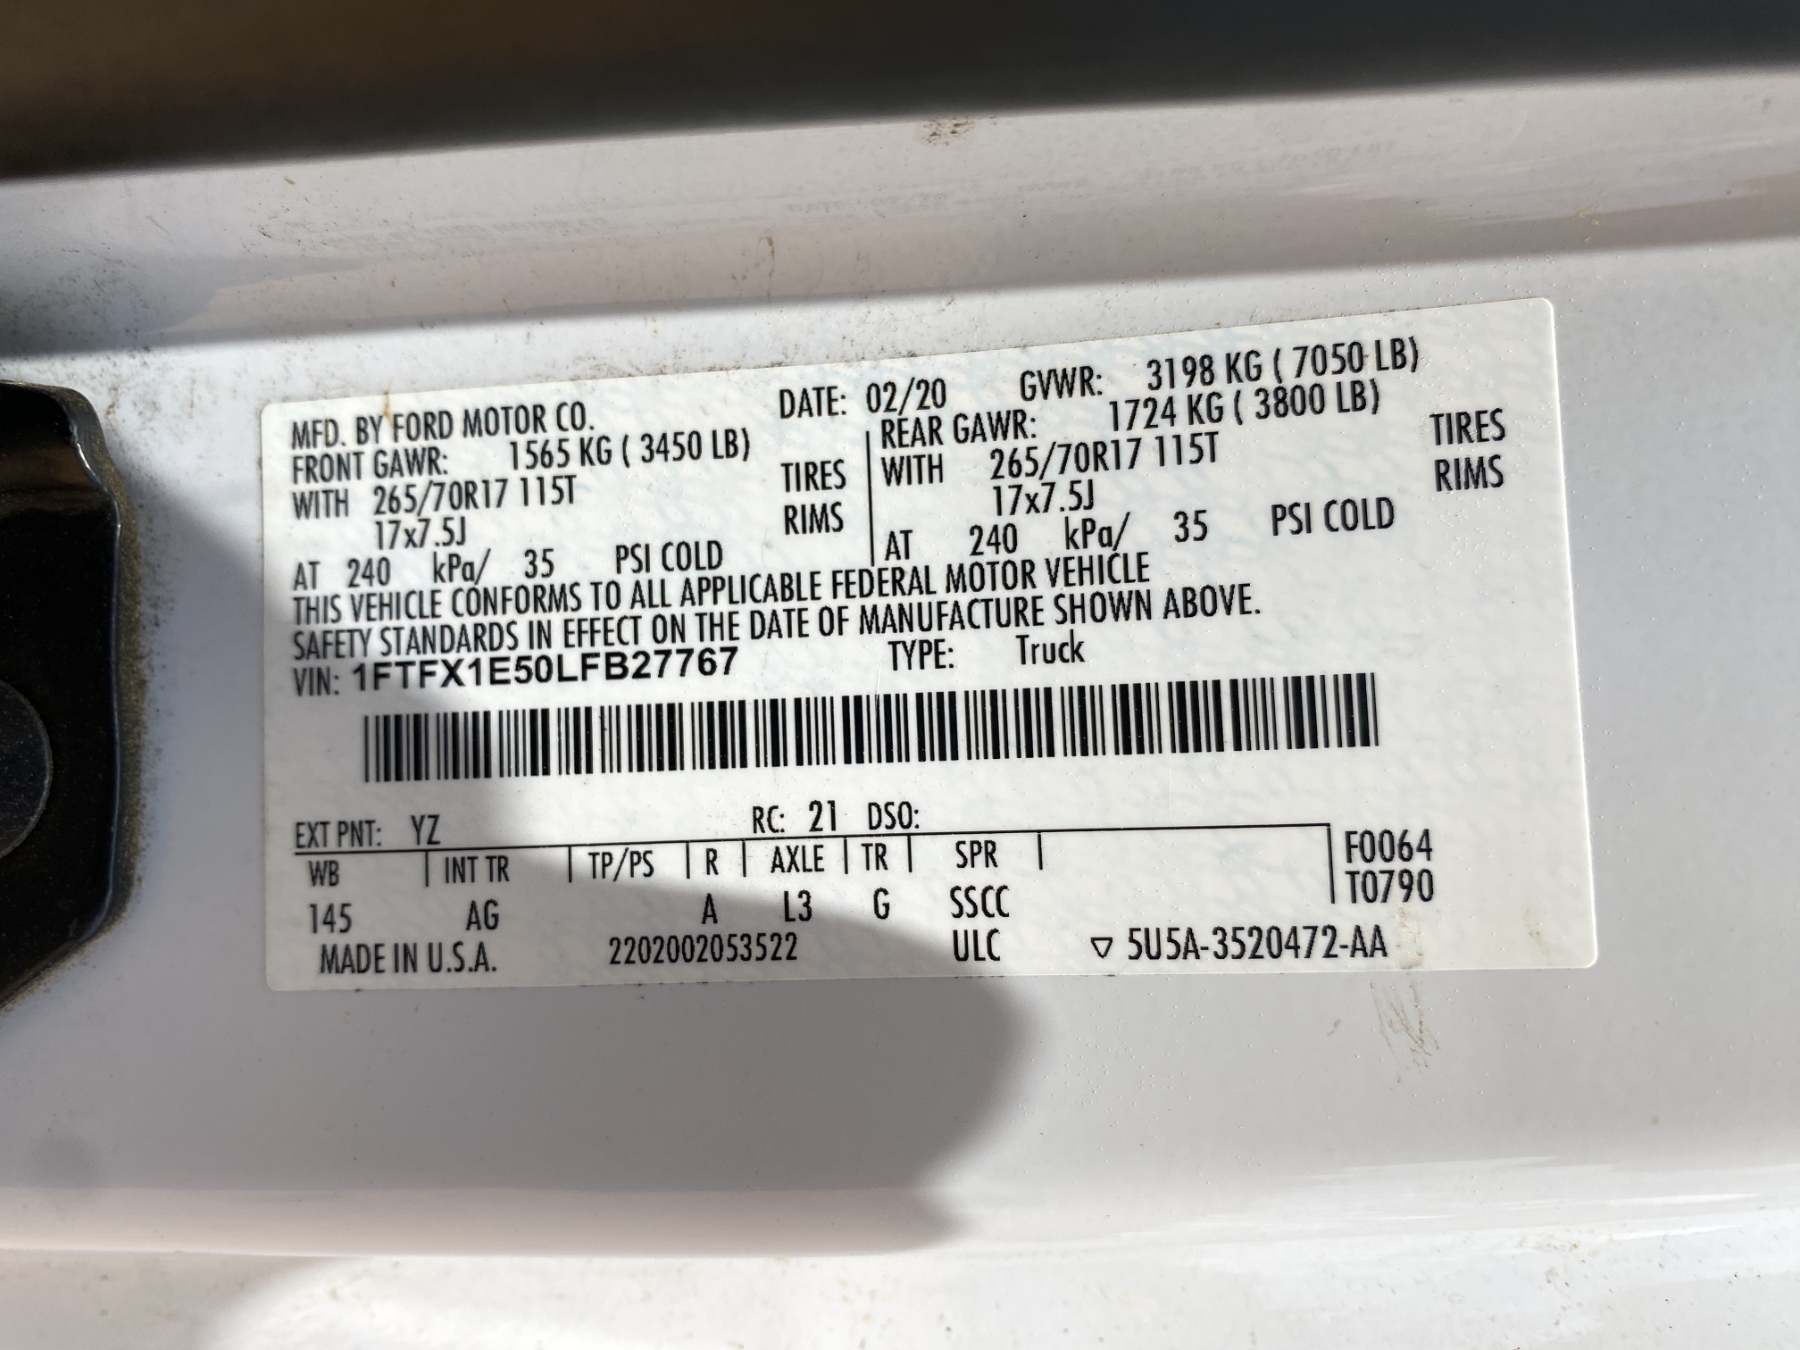 MFD. BY FORD MOTOR CO. DATE: 02/20 GVWR: 3198 KG ( 7050 LB)
FRONT GAWR: 1565 KG ( 3450 LB) REAR GAWR: 1724 KG ( 3800 LB)
WITH 265/70R17 115T TIRES WITH 265/70R17 115T TIRES
17x7.5J RIMS 17x7.5J RIMS
AT 240 kPa/ 35 PSI COLD AT 240 kPa/ 35 PSI COLD
THIS VEHICLE CONFORMS TO ALL APPLICABLE FEDERAL MOTOR VEHICLE
SAFETY STANDARDS IN EFFECT ON THE DATE OF MANUFACTURE SHOWN ABOVE.
VIN: 1FTFX1E50LFB27767 TYPE: Truck
EXT PNT: YZ RC: 21 DSO:
WB INT TR TP/PS R AXLE TR SPR F0064
145 AG A L3 G SSCC T0790
MADE IN U.S.A. 2202002053522 ULC ▽ 5U5A-3520472-AA